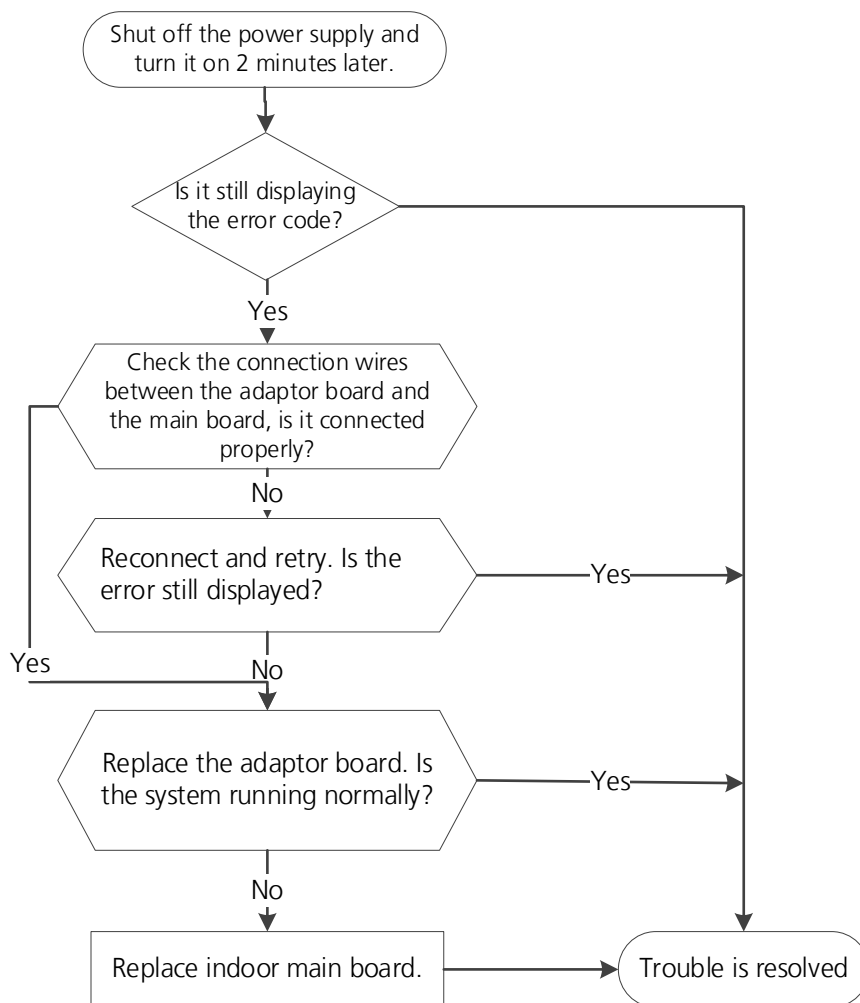 Shut off the power supply and
turn it on 2 minutes later.
Is it still displaying
the error code?
Yes
Check the connection wires
between the adaptor board and
the main board, is it connected
properly?
No
Reconnect and retry. Is the
error still displayed?
Yes
No
Yes
Replace the adaptor board. Is
the system running normally?
Yes
No
Replace indoor main board.
Trouble is resolved